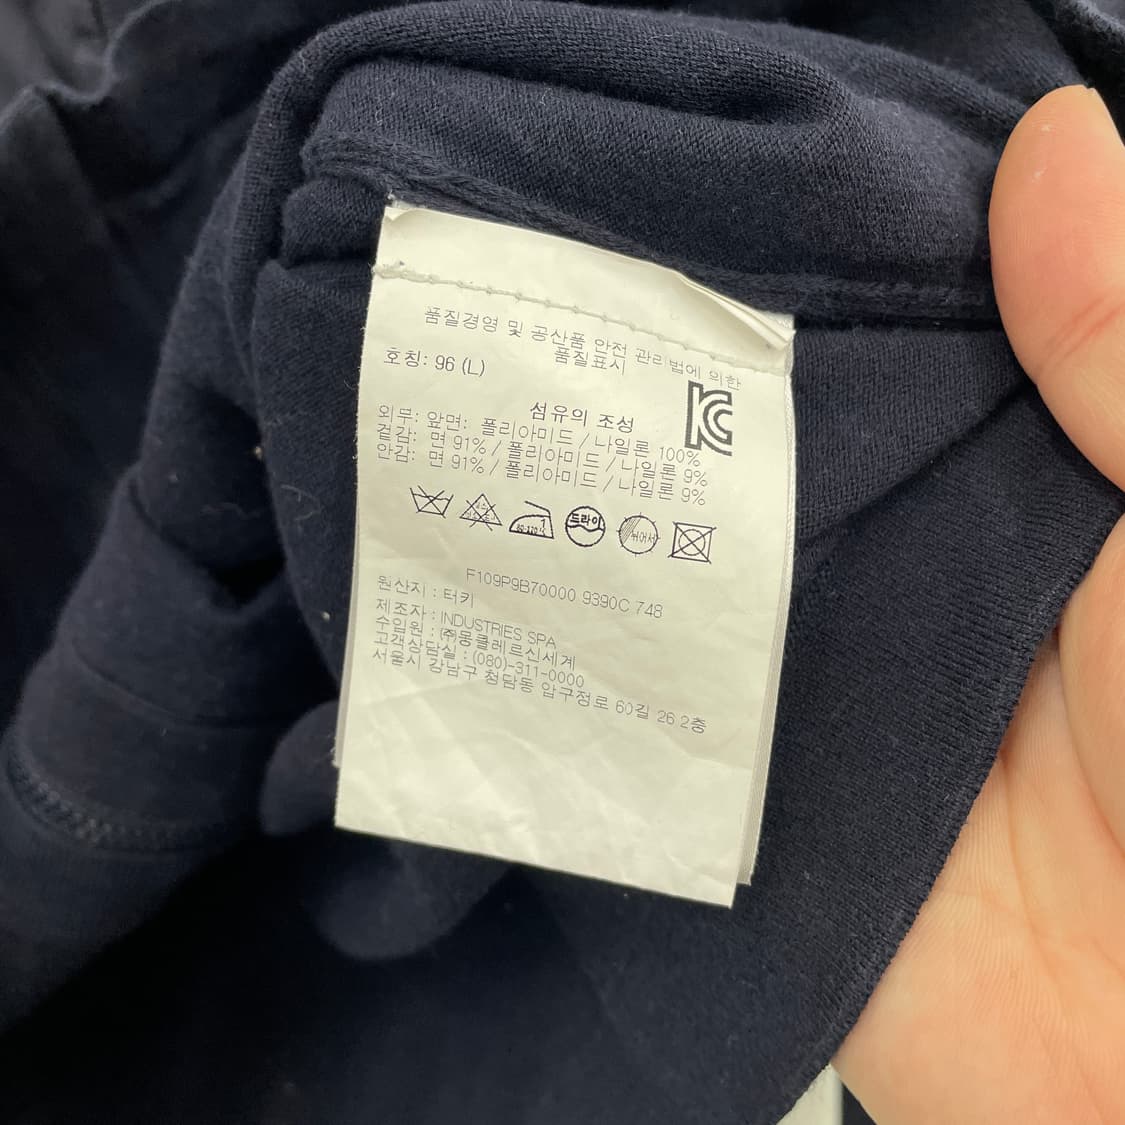 품질경영 및 공산품 안전 관리법에 의한
품질표시
호칭: 96 (L)
섬유의 조성
외부: 앞면: 폴리아미드 / 나일론 100%
겉감: 면 91% / 폴리아미드 / 나일론 9%
안감: 면 91% / 폴리아미드 / 나일론 9%
드라이
뉘어서
F109P9B70000 9390C 748
원산지 : 터키
제조자 : INDUSTRIES SPA
수입원 : ㈜몽클레르신세계
고객상담실 : (080)-311-0000
서울시 강남구 청담동 압구정로 60길 26 2층